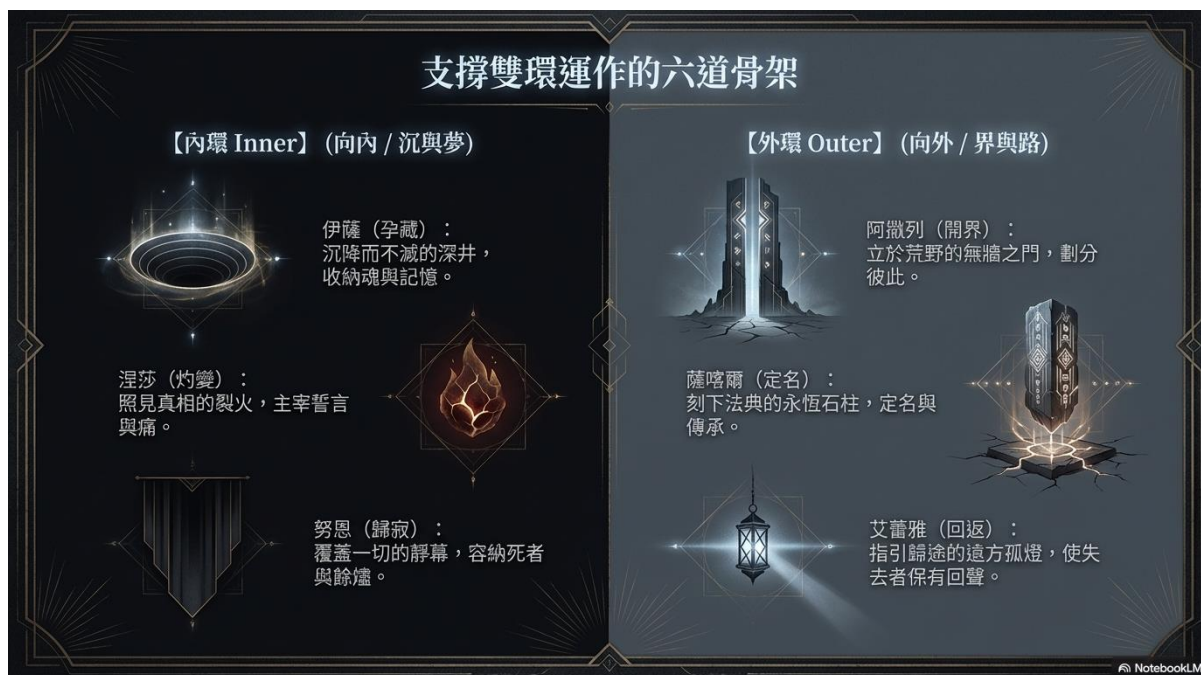 支撐雙環運作的六道骨架
【內環 Inner】 (向內 / 沉與夢)
伊薩（孕藏）：
沉降而不滅的深井，
收納魂與記憶。
涅莎（灼變）：
照見真相的裂火，主宰誓言
與痛。
努恩（歸寂）：
覆蓋一切的靜幕，容納死者
與餘燼。
【外環 Outer】 (向外 / 界與路)
阿撒列（開界）：
立於荒野的無牆之門，劃分
彼此。
薩喀爾（定名）：
刻下法典的永恆石柱，定名與
傳承。
艾蕾雅（回返）：
指引歸途的遠方孤燈，使失
去者保有回聲。
NotebookLM